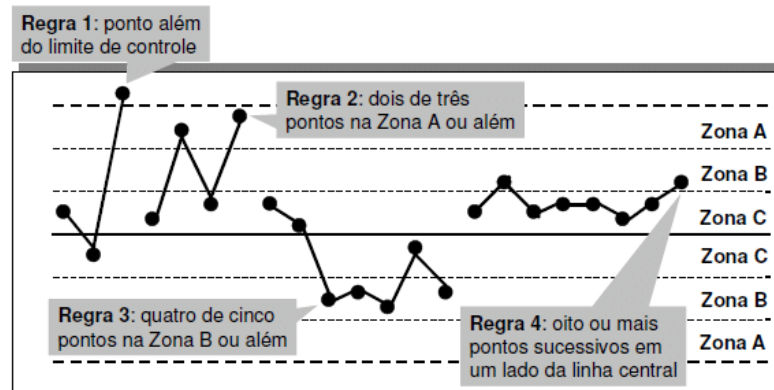 Regra 1: ponto além
do limite de controle
Regra 2: dois de três
pontos na Zona A ou além
Zona A
Zona B
Zona C
Zona C
Zona B
Zona A
Regra 3: quatro de cinco
pontos na Zona B ou além
Regra 4: oito ou mais
pontos sucessivos em
um lado da linha central